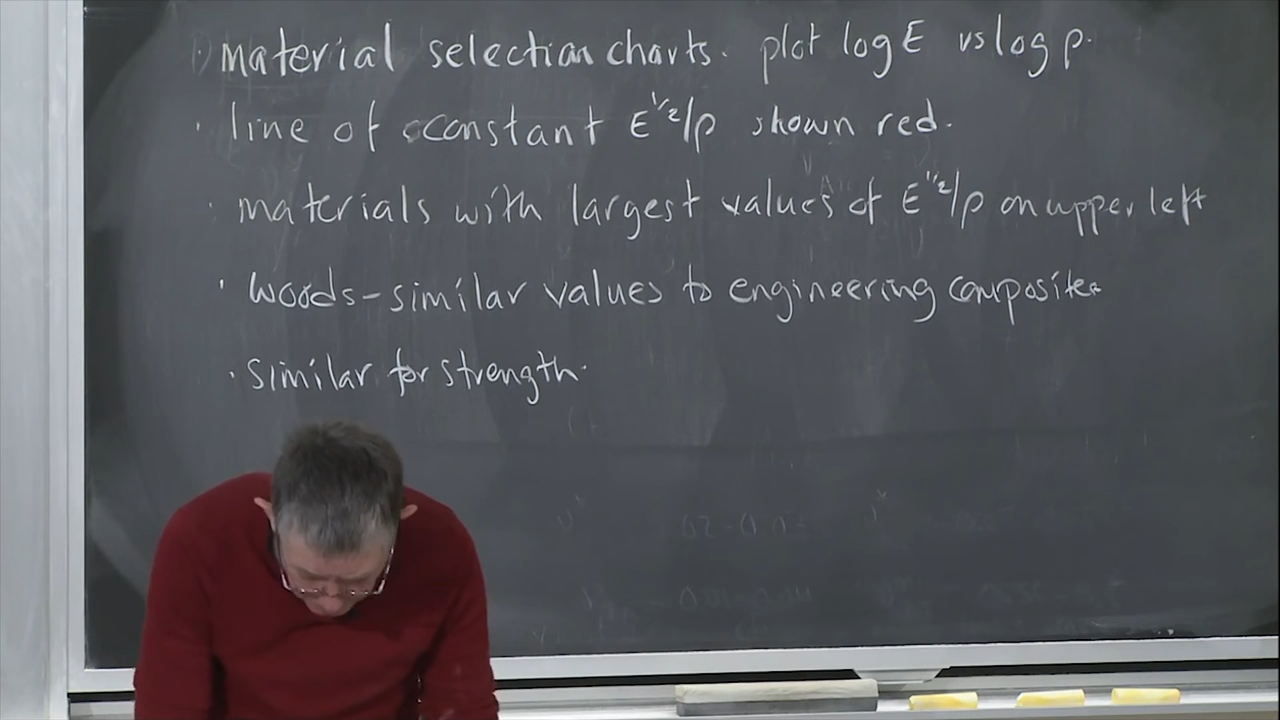 · material selection charts. plot log E vs log ρ.
· line of constant E^1/2/ρ shown red.
· materials with largest values of E^1/2/ρ on upper left
· woods - similar values to engineering composites
· similar for strength.